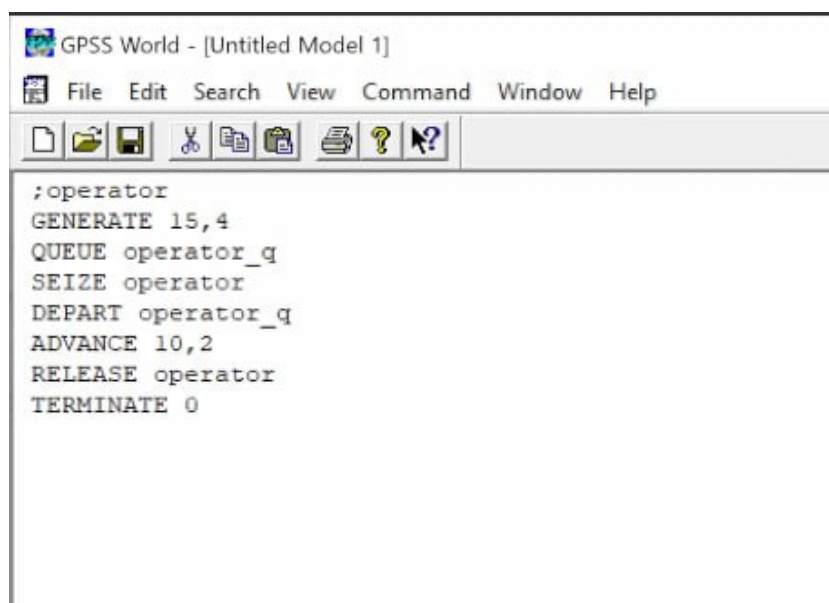 GPSS World - [Untitled Model 1]
File Edit Search View Command Window Help
;operator
GENERATE 15,4
QUEUE operator_q
SEIZE operator
DEPART operator_q
ADVANCE 10,2
RELEASE operator
TERMINATE 0